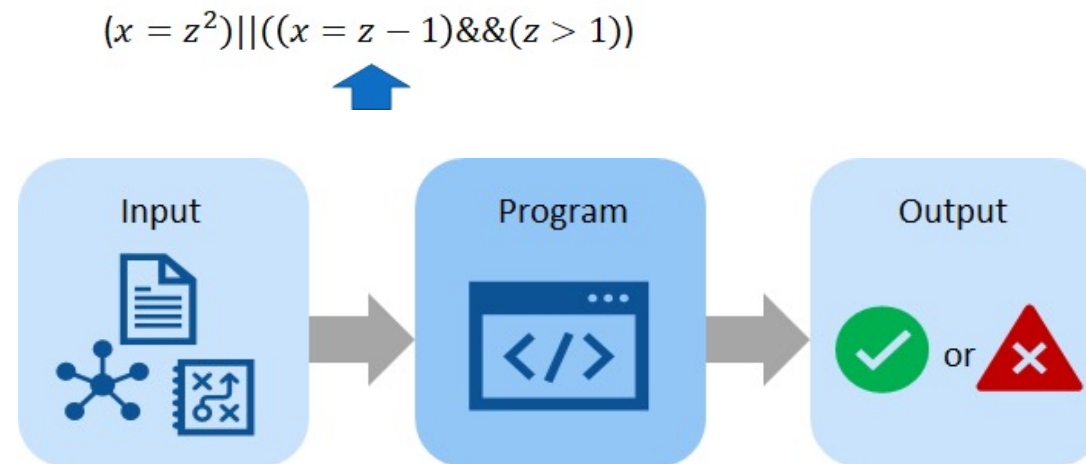 (x = z²)||((x = z − 1)&&(z > 1))
Input
Program
Output
</>
or